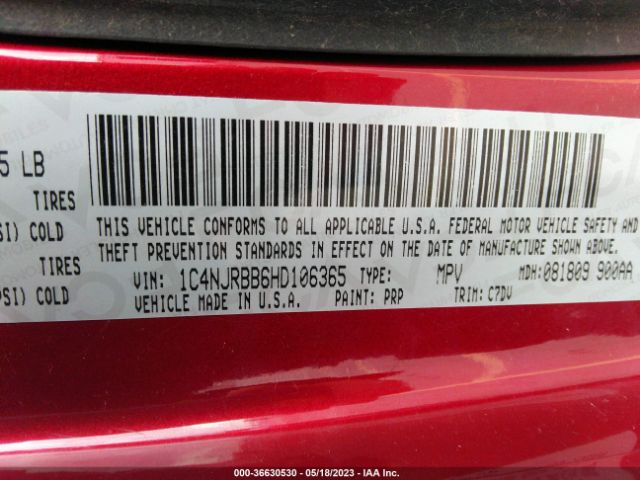 5 LB
TIRES
SI) COLD
TIRES
PSI) COLD
THIS VEHICLE CONFORMS TO ALL APPLICABLE U.S.A. FEDERAL MOTOR VEHICLE SAFETY AND
THEFT PREVENTION STANDARDS IN EFFECT ON THE DATE OF MANUFACTURE SHOWN ABOVE.
VIN: 1C4NJRBB6HD106365 TYPE: MPV MDH: 081809 900AA
VEHICLE MADE IN U.S.A. PAINT: PRP TRIM: C7DV
000-36630530 - 05/18/2023 - IAA Inc.